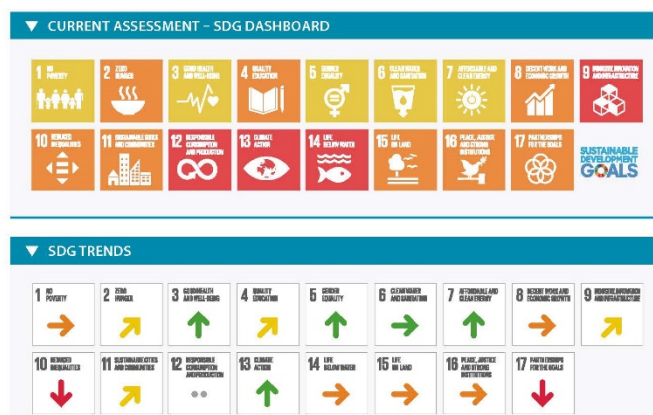 ▼ CURRENT ASSESSMENT – SDG DASHBOARD
1 NO
POVERTY
2 ZERO
HUNGER
3 GOOD HEALTH
AND WELL-BEING
4 QUALITY
EDUCATION
5 GENDER
EQUALITY
6 CLEAN WATER
AND SANITATION
7 AFFORDABLE AND
CLEAN ENERGY
8 DECENT WORK AND
ECONOMIC GROWTH
9 INDUSTRY, INNOVATION
AND INFRASTRUCTURE
10 REDUCED
INEQUALITIES
11 SUSTAINABLE CITIES
AND COMMUNITIES
12 RESPONSIBLE
CONSUMPTION
AND PRODUCTION
13 CLIMATE
ACTION
14 LIFE
BELOW WATER
15 LIFE
ON LAND
16 PEACE, JUSTICE
AND STRONG
INSTITUTIONS
17 PARTNERSHIPS
FOR THE GOALS
SUSTAINABLE
DEVELOPMENT
GOALS
▼ SDG TRENDS
1 NO
POVERTY
2 ZERO
HUNGER
3 GOOD HEALTH
AND WELL-BEING
4 QUALITY
EDUCATION
5 GENDER
EQUALITY
6 CLEAN WATER
AND SANITATION
7 AFFORDABLE AND
CLEAN ENERGY
8 DECENT WORK AND
ECONOMIC GROWTH
9 INDUSTRY, INNOVATION
AND INFRASTRUCTURE
10 REDUCED
INEQUALITIES
11 SUSTAINABLE CITIES
AND COMMUNITIES
12 RESPONSIBLE
CONSUMPTION
AND PRODUCTION
13 CLIMATE
ACTION
14 LIFE
BELOW WATER
15 LIFE
ON LAND
16 PEACE, JUSTICE
AND STRONG
INSTITUTIONS
17 PARTNERSHIPS
FOR THE GOALS